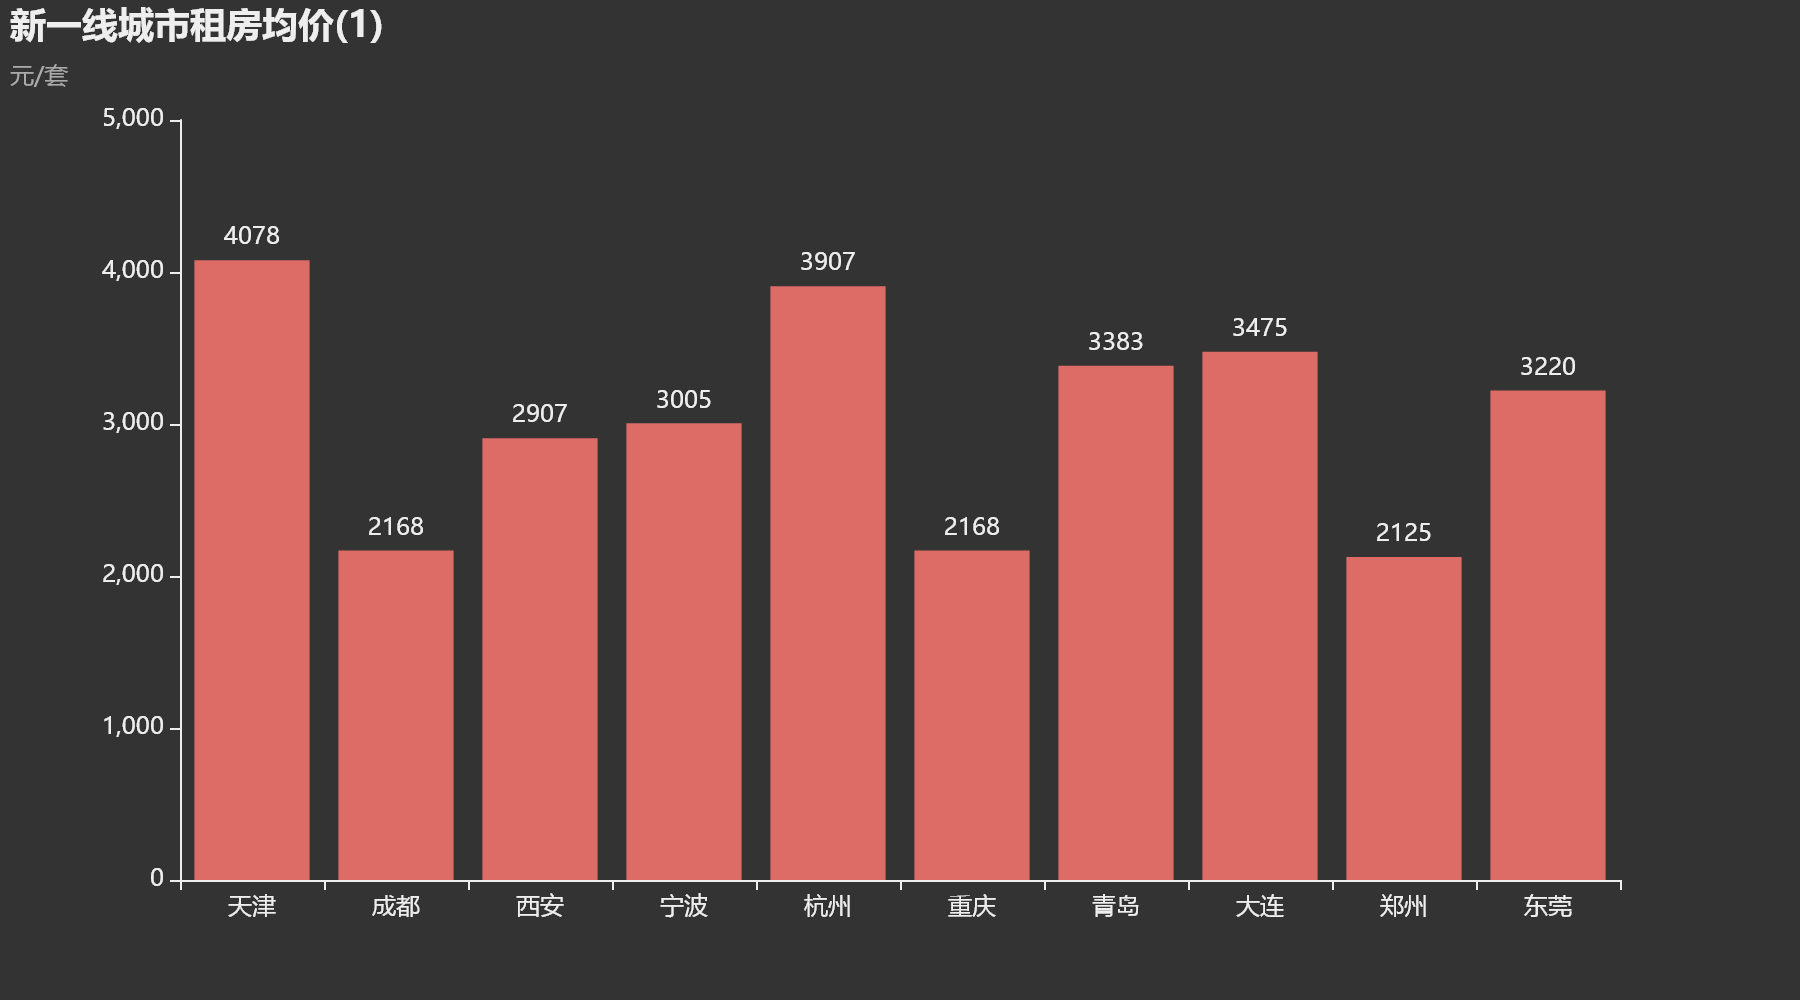 新一线城市租房均价(1)
元/套
5,000
4,000
3,000
2,000
1,000
0
4078
2168
2907
3005
3907
2168
3383
3475
2125
3220
天津
成都
西安
宁波
杭州
重庆
青岛
大连
郑州
东莞